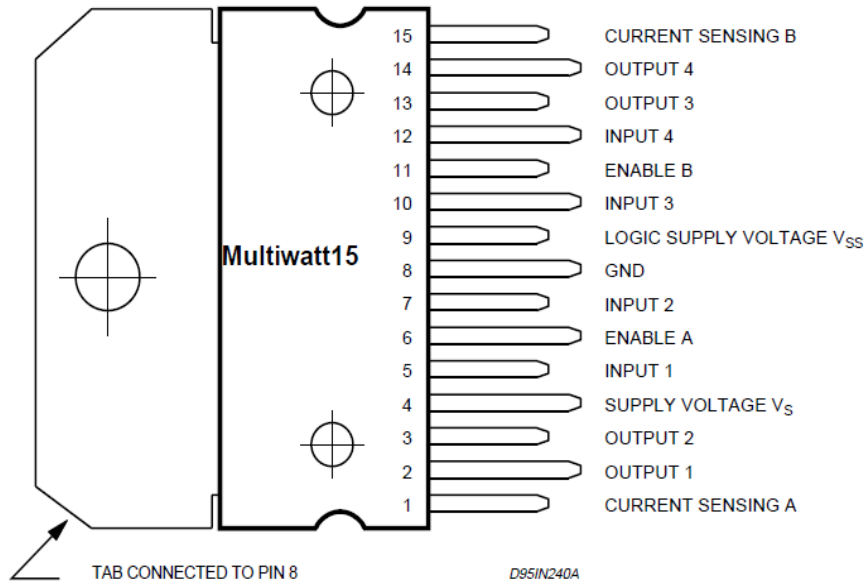 15 CURRENT SENSING B
14 OUTPUT 4
13 OUTPUT 3
12 INPUT 4
11 ENABLE B
10 INPUT 3
9 LOGIC SUPPLY VOLTAGE VSS
Multiwatt15
8 GND
7 INPUT 2
6 ENABLE A
5 INPUT 1
4 SUPPLY VOLTAGE VS
3 OUTPUT 2
2 OUTPUT 1
1 CURRENT SENSING A
TAB CONNECTED TO PIN 8
D95IN240A